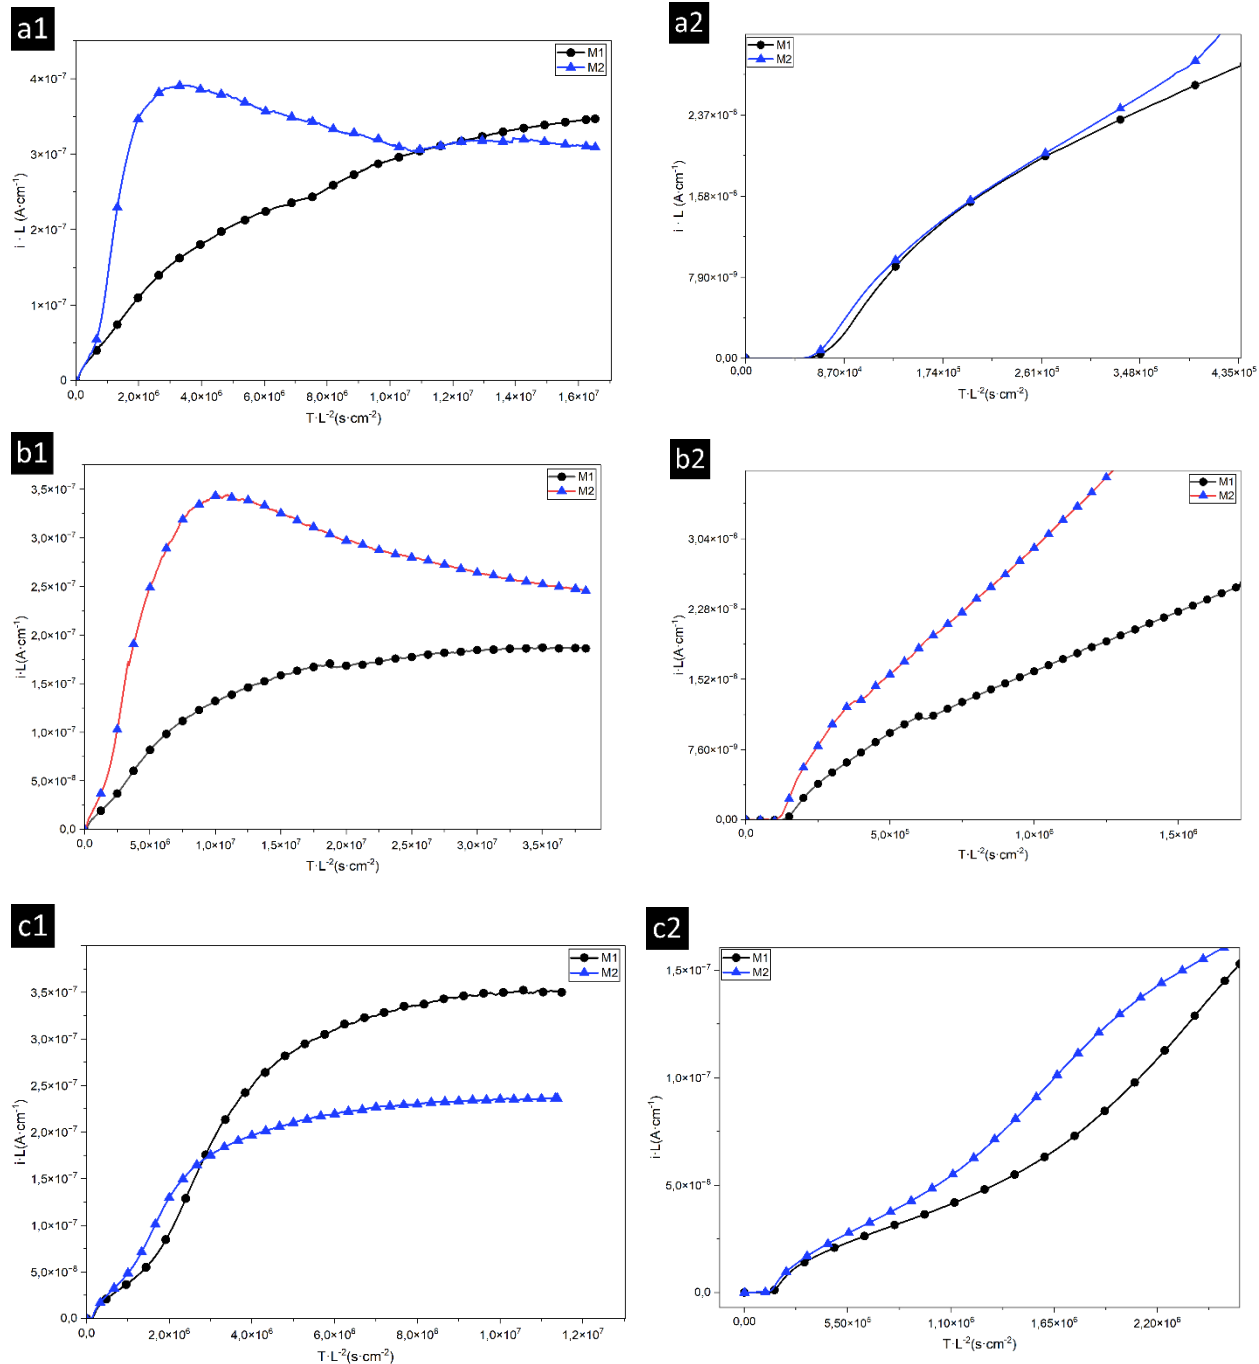 a1
M1
M2
4×10⁻⁷
3×10⁻⁷
2×10⁻⁷
1×10⁻⁷
0
i · L (A·cm⁻¹)
2,0×10⁶
4,0×10⁶
6,0×10⁶
8,0×10⁶
1,0×10⁷
1,2×10⁷
1,4×10⁷
1,6×10⁷
T·L⁻²(s·cm⁻²)
a2
M1
M2
2,37×10⁻⁸
1,58×10⁻⁸
7,90×10⁻⁹
0,00
i · L (A·cm⁻¹)
0,00
8,70×10⁴
1,74×10⁵
2,61×10⁵
3,48×10⁵
4,35×10⁵
T·L⁻²(s·cm⁻²)
b1
M1
M2
3,5×10⁻⁷
3,0×10⁻⁷
2,5×10⁻⁷
2,0×10⁻⁷
1,5×10⁻⁷
1,0×10⁻⁷
5,0×10⁻⁸
0,0
i·L(A·cm⁻¹)
0,0
5,0×10⁶
1,0×10⁷
1,5×10⁷
2,0×10⁷
2,5×10⁷
3,0×10⁷
3,5×10⁷
T·L⁻²(s·cm⁻²)
b2
M1
M2
3,04×10⁻⁸
2,28×10⁻⁸
1,52×10⁻⁸
7,60×10⁻⁹
0,00
i·L(A·cm⁻¹)
0,0
5,0×10⁵
1,0×10⁶
1,5×10⁶
T·L⁻²(s·cm⁻²)
c1
M1
M2
3,5×10⁻⁷
3,0×10⁻⁷
2,5×10⁻⁷
2,0×10⁻⁷
1,5×10⁻⁷
1,0×10⁻⁷
5,0×10⁻⁸
0,0
i·L(A·cm⁻¹)
0,0
2,0×10⁶
4,0×10⁶
6,0×10⁶
8,0×10⁶
1,0×10⁷
1,2×10⁷
T·L⁻²(s·cm⁻²)
c2
M1
M2
1,5×10⁻⁷
1,0×10⁻⁷
5,0×10⁻⁸
0,0
i·L(A·cm⁻¹)
0,00
5,50×10⁵
1,10×10⁶
1,65×10⁶
2,20×10⁶
T·L⁻²(s·cm⁻²)